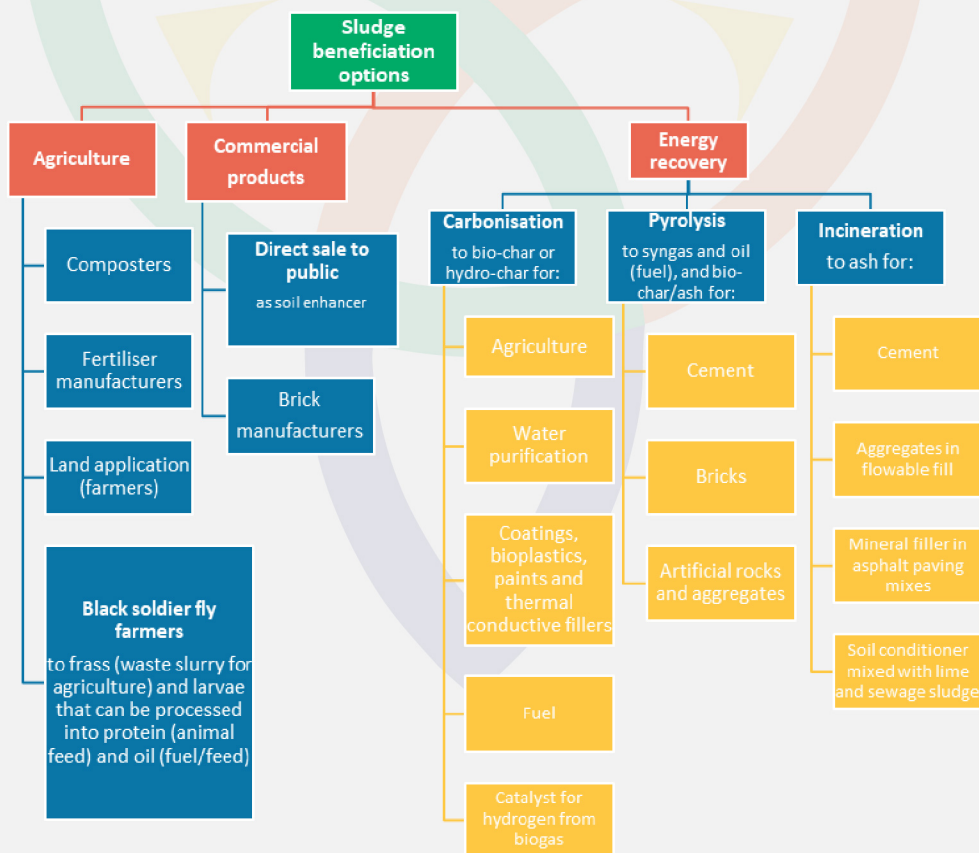 Sludge
beneficiation
options
Agriculture
Commercial
products
Energy
recovery
Composters
Fertiliser
manufacturers
Land application
(farmers)
Black soldier fly
farmers
to frass (waste slurry for
agriculture) and larvae
that can be processed
into protein (animal
feed) and oil (fuel/feed)
Direct sale to
public
as soil enhancer
Brick
manufacturers
Carbonisation
to bio-char or
hydro-char for:
Agriculture
Water
purification
Coatings,
bioplastics,
paints and
thermal
conductive fillers
Fuel
Catalyst for
hydrogen from
biogas
Pyrolysis
to syngas and oil
(fuel), and bio-
char/ash for:
Cement
Bricks
Artificial rocks
and aggregates
Incineration
to ash for:
Cement
Aggregates in
flowable fill
Mineral filler in
asphalt paving
mixes
Soil conditioner
mixed with lime
and sewage sludge